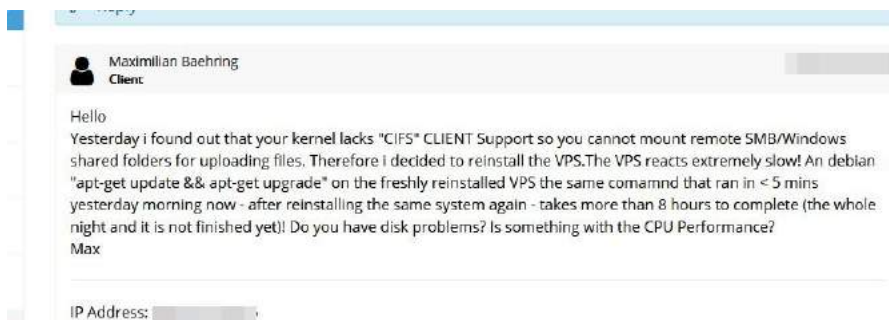 Reply
Maximilian Baehring
Client
Hello
Yesterday i found out that your kernel lacks "CIFS" CLIENT Support so you cannot mount remote SMB/Windows
shared folders for uploading files. Therefore i decided to reinstall the VPS.The VPS reacts extremely slow! An debian
"apt-get update && apt-get upgrade" on the freshly reinstalled VPS the same comamnd that ran in < 5 mins
yesterday morning now - after reinstalling the same system again - takes more than 8 hours to complete (the whole
night and it is not finished yet)! Do you have disk problems? Is something with the CPU Performance?
Max
IP Address: